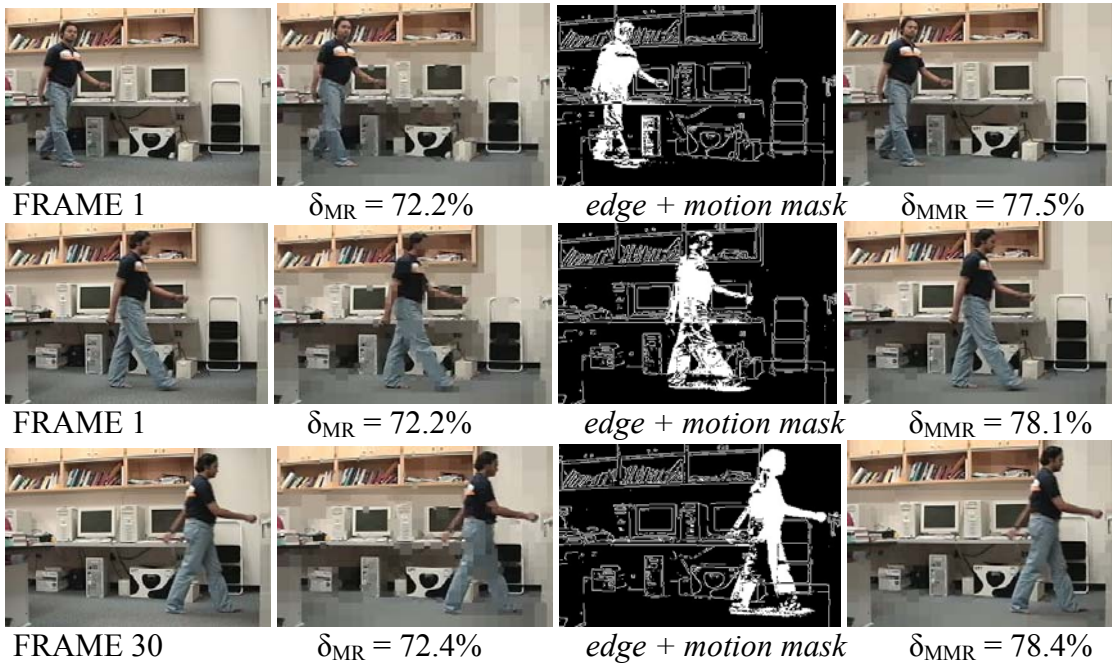 FRAME 1 δMR = 72.2% edge + motion mask δMMR = 77.5%
FRAME 1 δMR = 72.2% edge + motion mask δMMR = 78.1%
FRAME 30 δMR = 72.4% edge + motion mask δMMR = 78.4%